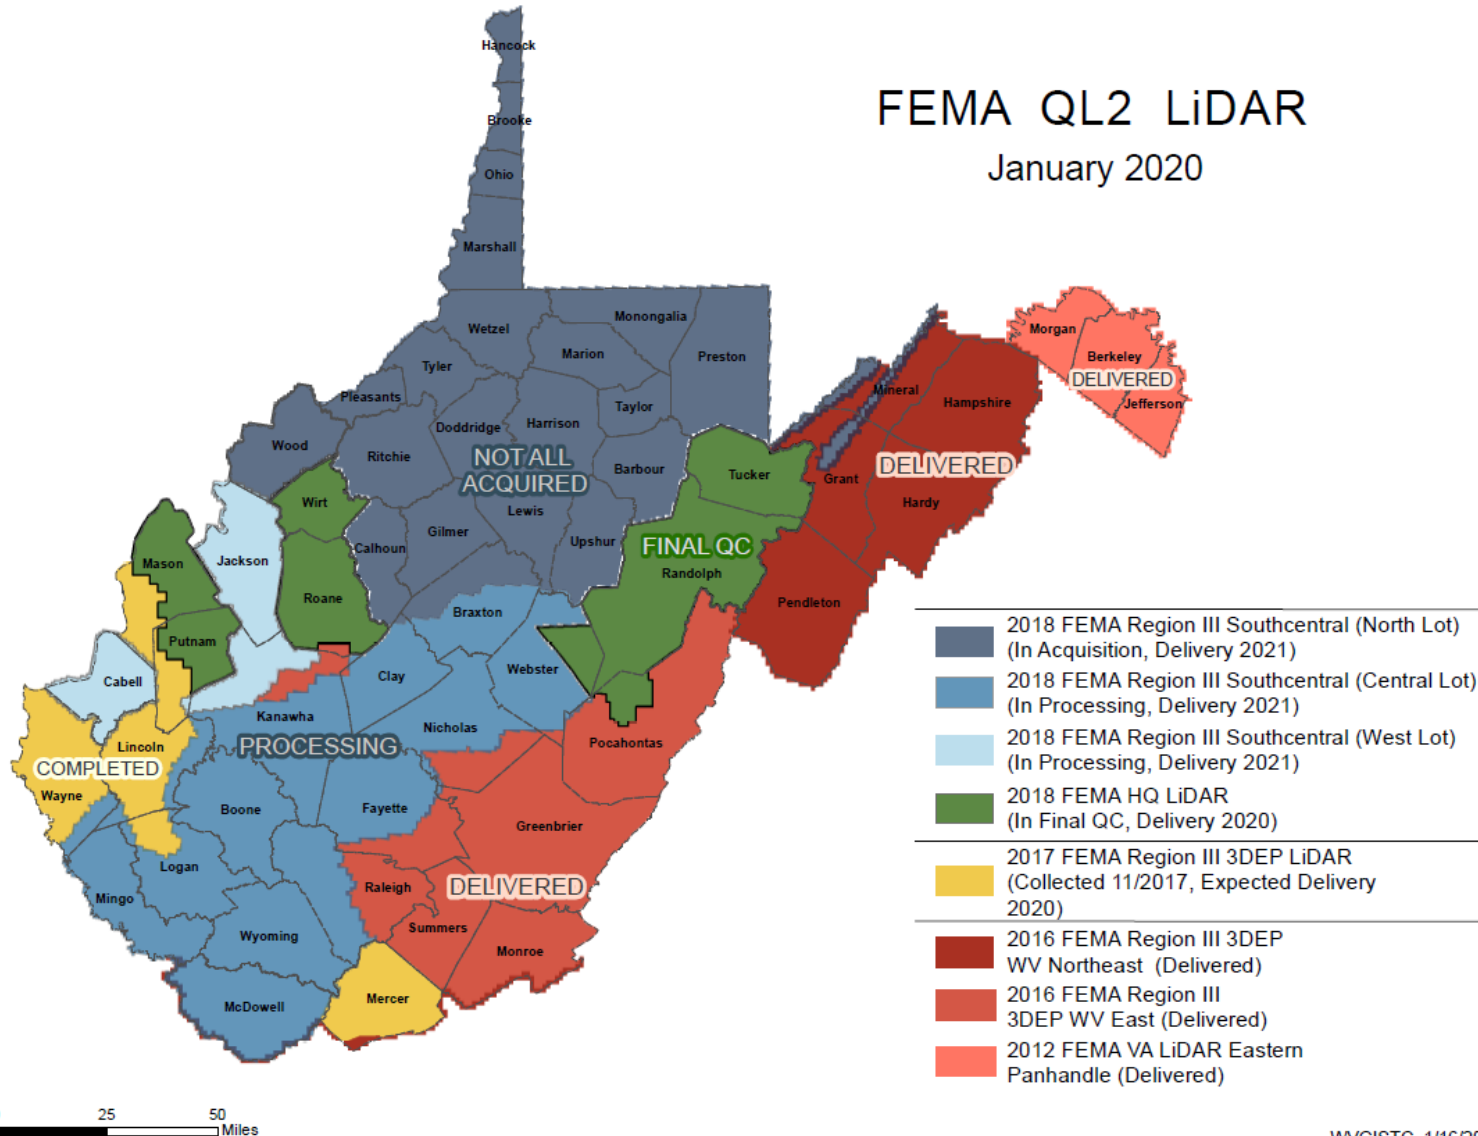 FEMA QL2 LiDAR
January 2020
Hancock
Brooke
Ohio
Marshall
Wetzel
Monongalia
Marion
Preston
Tyler
Pleasants
Doddridge
Harrison
Taylor
Wood
Ritchie
NOT ALL
ACQUIRED
Barbour
Lewis
Gilmer
Upshur
Calhoun
Wirt
Tucker
FINAL QC
Randolph
Mineral
Hampshire
DELIVERED
Grant
Hardy
Pendleton
Morgan
Berkeley
DELIVERED
Jefferson
Mason
Jackson
Roane
Putnam
Cabell
Braxton
Clay
Webster
Kanawha
Nicholas
PROCESSING
Pocahontas
Lincoln
COMPLETED
Wayne
Boone
Fayette
Greenbrier
Logan
Raleigh
DELIVERED
Mingo
Summers
Wyoming
Monroe
McDowell
Mercer
2018 FEMA Region III Southcentral (North Lot)
(In Acquisition, Delivery 2021)
2018 FEMA Region III Southcentral (Central Lot)
(In Processing, Delivery 2021)
2018 FEMA Region III Southcentral (West Lot)
(In Processing, Delivery 2021)
2018 FEMA HQ LiDAR
(In Final QC, Delivery 2020)
2017 FEMA Region III 3DEP LiDAR
(Collected 11/2017, Expected Delivery
2020)
2016 FEMA Region III 3DEP
WV Northeast (Delivered)
2016 FEMA Region III
3DEP WV East (Delivered)
2012 FEMA VA LiDAR Eastern
Panhandle (Delivered)
25 50
Miles